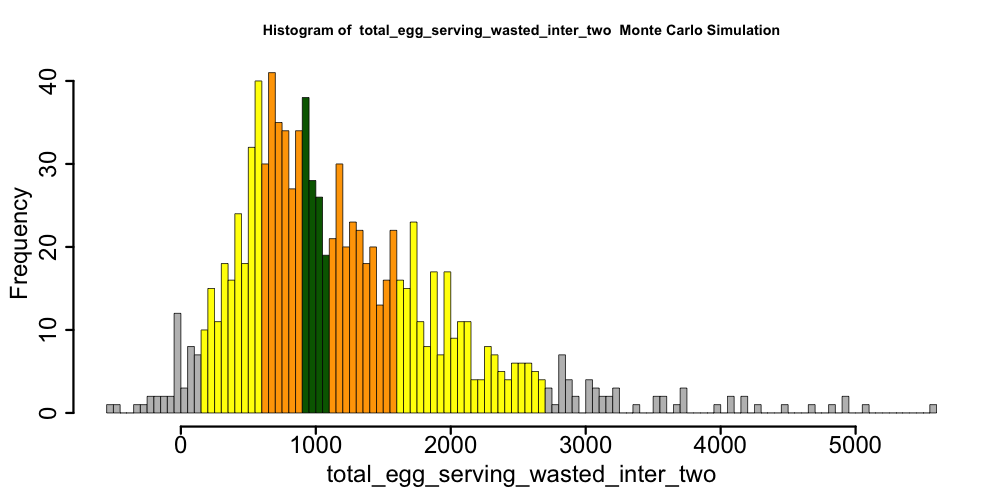 Histogram of  total_egg_serving_wasted_inter_two  Monte Carlo Simulation
40
30
20
10
0
Frequency
0 1000 2000 3000 4000 5000
total_egg_serving_wasted_inter_two